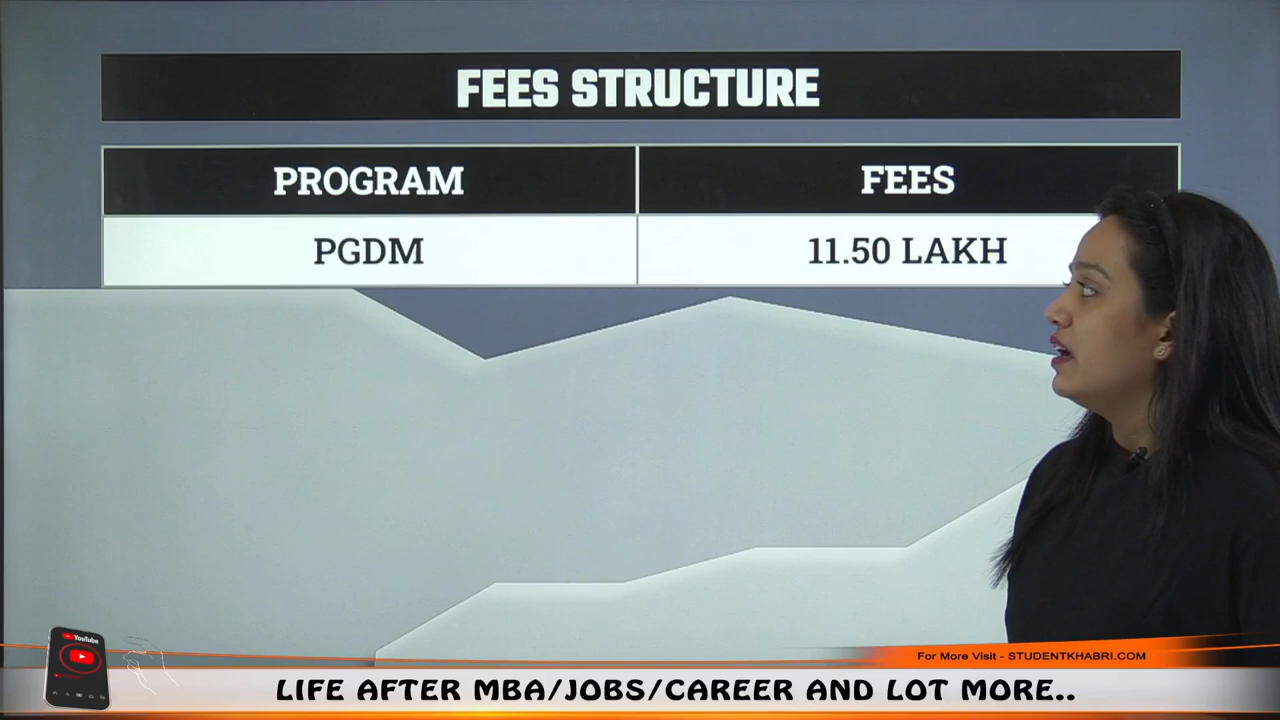 FEES STRUCTURE
PROGRAM FEES
PGDM 11.50 LAKH
YouTube
For More Visit - STUDENTKHABRI.COM
LIFE AFTER MBA/JOBS/CAREER AND LOT MORE..